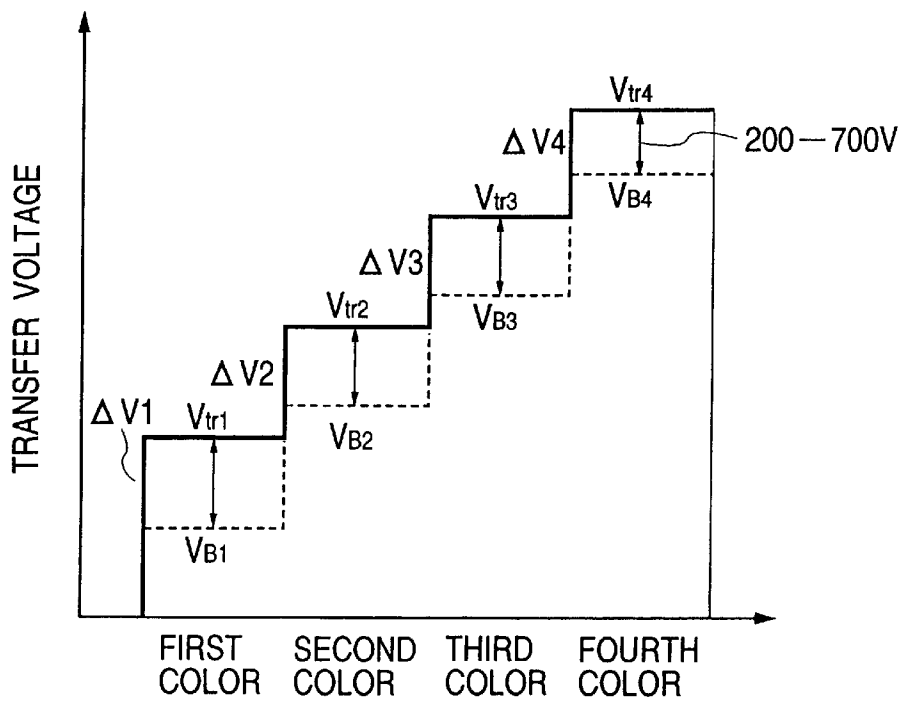 TRANSFER VOLTAGE
Vtr4
ΔV4
200—700V
VB4
Vtr3
ΔV3
VB3
Vtr2
ΔV2
VB2
ΔV1
Vtr1
VB1
FIRST COLOR
SECOND COLOR
THIRD COLOR
FOURTH COLOR